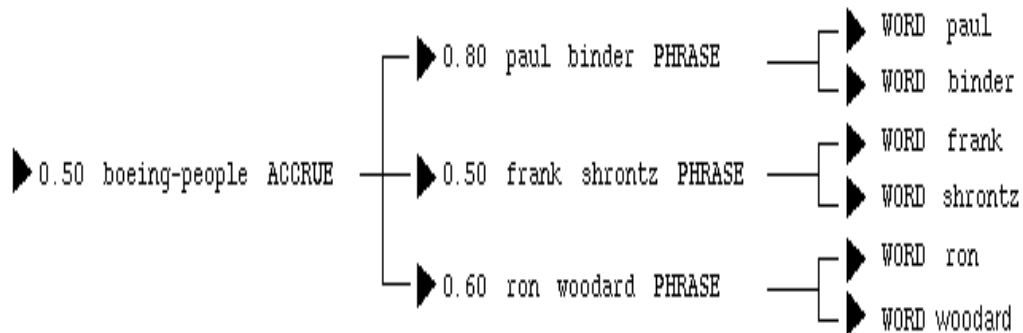 WORD paul
0.80 paul binder PHRASE
WORD binder
WORD frank
0.50 boeing-people ACCRUE
0.50 frank shrontz PHRASE
WORD shrontz
WORD ron
0.60 ron woodard PHRASE
WORD woodard